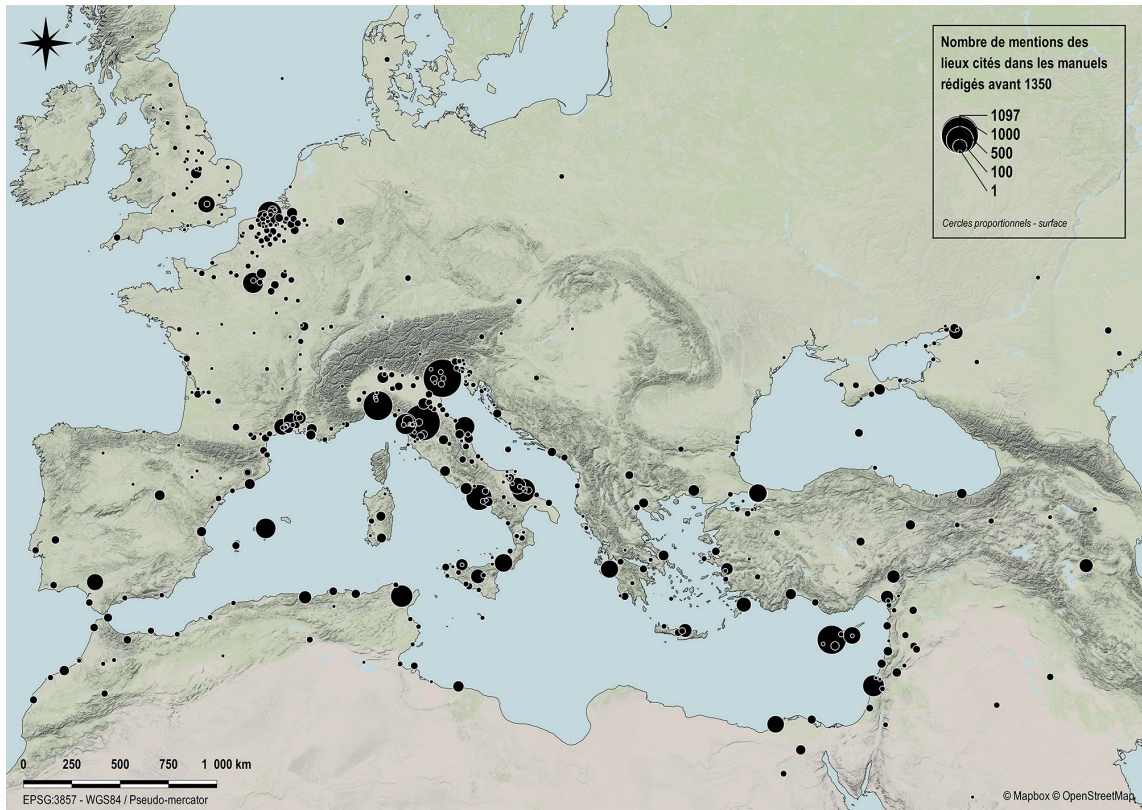 Nombre de mentions des
lieux cités dans les manuels
rédigés avant 1350
1097
1000
500
100
1
Cercles proportionnels - surface
0 250 500 750 1 000 km
EPSG:3857 - WGS84 / Pseudo-mercator
© Mapbox © OpenStreetMap